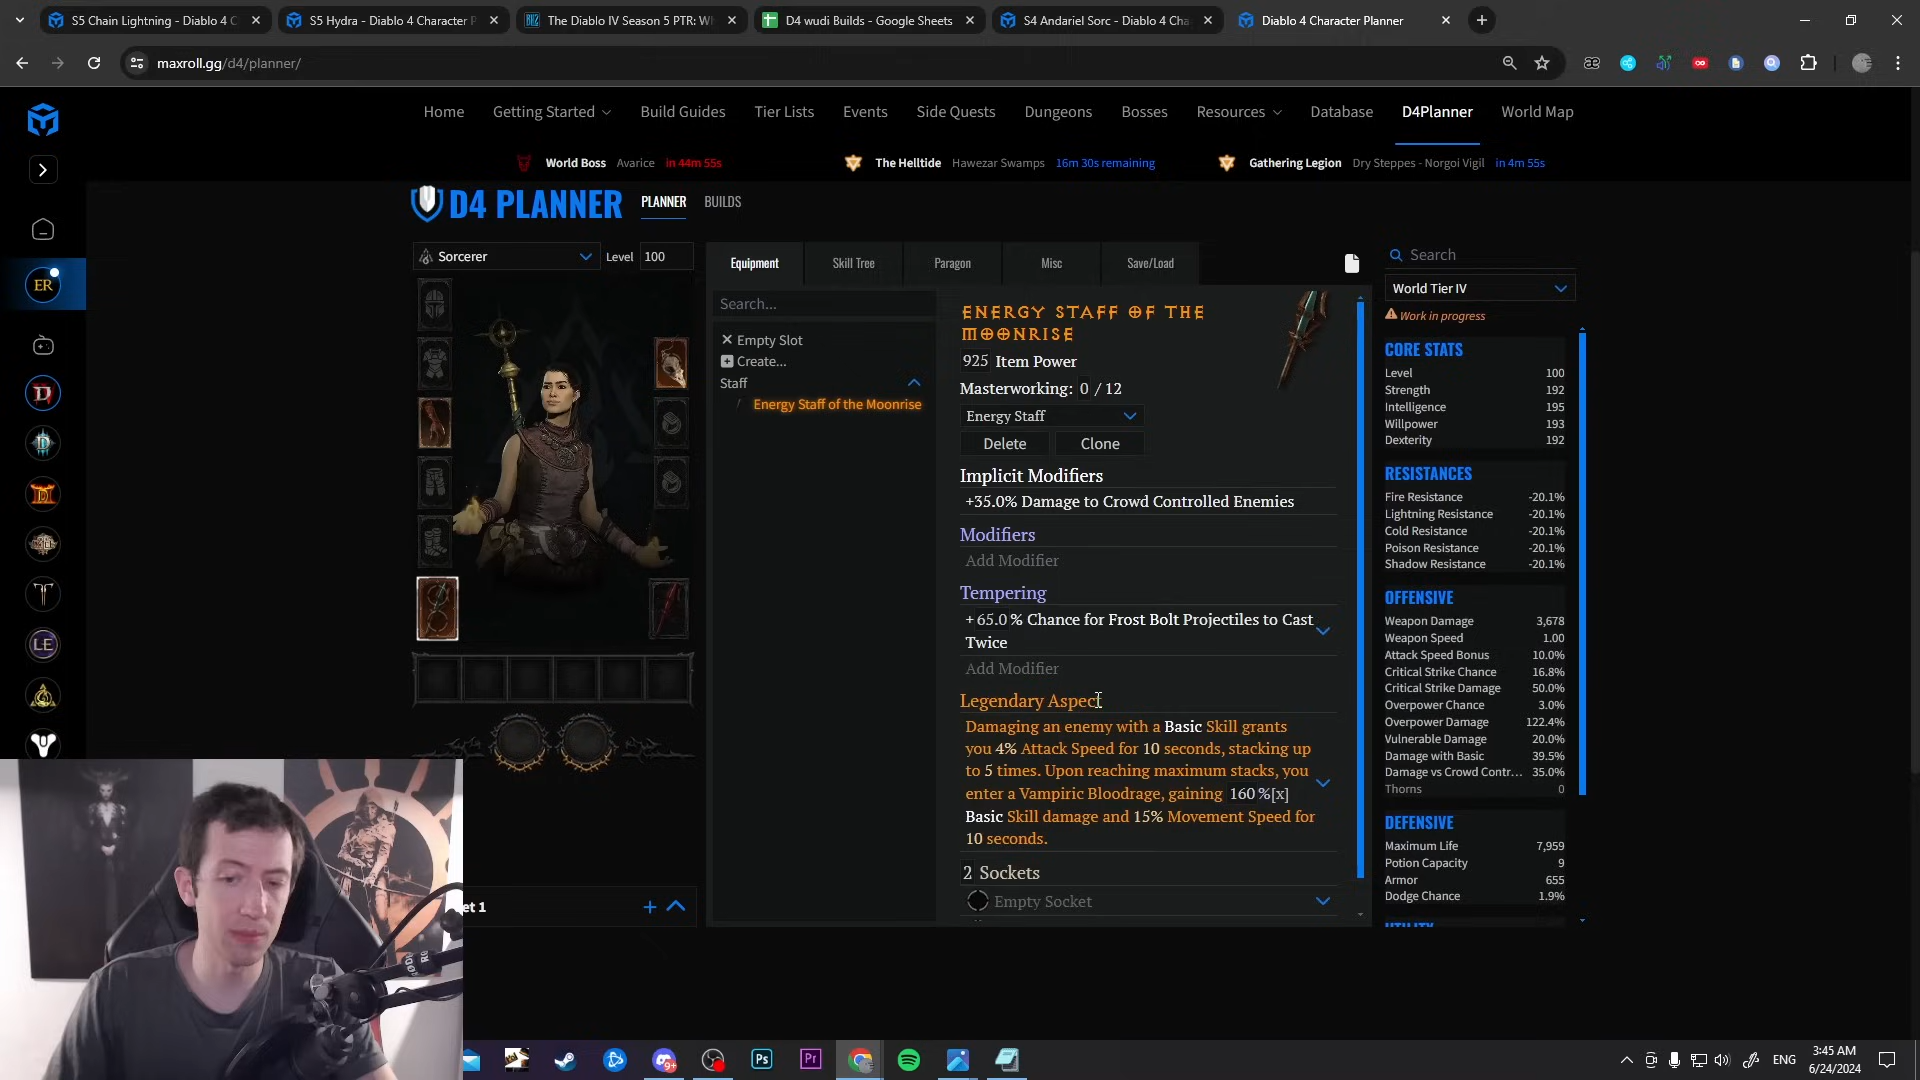 S5 Chain Lightning - Diablo 4 C
S5 Hydra - Diablo 4 Character P
The Diablo IV Season 5 PTR: Wh
D4 wudi Builds - Google Sheets
S4 Andariel Sorc - Diablo 4 Cha
Diablo 4 Character Planner
maxroll.gg/d4/planner/
Home
Getting Started
Build Guides
Tier Lists
Events
Side Quests
Dungeons
Bosses
Resources
Database
D4Planner
World Map
World Boss Avarice in 44m 55s
The Helltide Hawezar Swamps 16m 30s remaining
Gathering Legion Dry Steppes - Norgoi Vigil in 4m 55s
D4 PLANNER
PLANNER
BUILDS
ER
LE
Sorcerer
Level 100
Equipment
Skill Tree
Paragon
Misc
Save/Load
Search...
Empty Slot
Create...
Staff
Energy Staff of the Moonrise
ENERGY STAFF OF THE
MOONRISE
925 Item Power
Masterworking: 0 / 12
Energy Staff
Delete
Clone
Implicit Modifiers
+35.0% Damage to Crowd Controlled Enemies
Modifiers
Add Modifier
Tempering
+65.0% Chance for Frost Bolt Projectiles to Cast
Twice
Add Modifier
Legendary Aspect
Damaging an enemy with a Basic Skill grants
you 4% Attack Speed for 10 seconds, stacking up
to 5 times. Upon reaching maximum stacks, you
enter a Vampiric Bloodrage, gaining 160%[x]
Basic Skill damage and 15% Movement Speed for
10 seconds.
2 Sockets
Empty Socket
et 1
Search
World Tier IV
Work in progress
CORE STATS
Level 100
Strength 192
Intelligence 195
Willpower 193
Dexterity 192
RESISTANCES
Fire Resistance -20.1%
Lightning Resistance -20.1%
Cold Resistance -20.1%
Poison Resistance -20.1%
Shadow Resistance -20.1%
OFFENSIVE
Weapon Damage 3,678
Weapon Speed 1.00
Attack Speed Bonus 10.0%
Critical Strike Chance 16.8%
Critical Strike Damage 50.0%
Overpower Chance 3.0%
Overpower Damage 122.4%
Vulnerable Damage 20.0%
Damage with Basic 39.5%
Damage vs Crowd Contr... 35.0%
Thorns 0
DEFENSIVE
Maximum Life 7,959
Potion Capacity 9
Armor 655
Dodge Chance 1.9%
UTILITY
9+
Ps
Pr
ENG
3:45 AM
6/24/2024